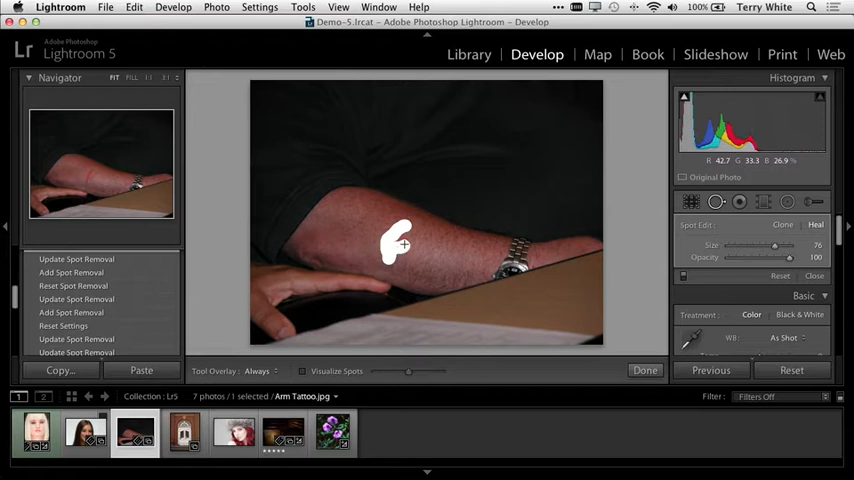 Lightroom File Edit Develop Photo Settings Tools View Window Help 100% Terry White
Demo-5.lrcat - Adobe Photoshop Lightroom - Develop
Lr Adobe Photoshop
Lightroom 5
Library Develop Map Book Slideshow Print Web
Navigator FIT FILL 1:1 3:1
Histogram
R 42.7 G 33.3 B 26.9 %
Original Photo
Spot Edit: Clone Heal
Size 76
Opacity 100
Reset Close
Basic
Treatment: Color Black & White
WB: As Shot
Update Spot Removal
Add Spot Removal
Reset Spot Removal
Update Spot Removal
Add Spot Removal
Reset Settings
Update Spot Removal
Update Spot Removal
Copy... Paste
Tool Overlay: Always Visualize Spots Done
Previous Reset
1 2 Collection : Lr5 7 photos / 1 selected / Arm Tattoo.jpg Filter : Filters Off